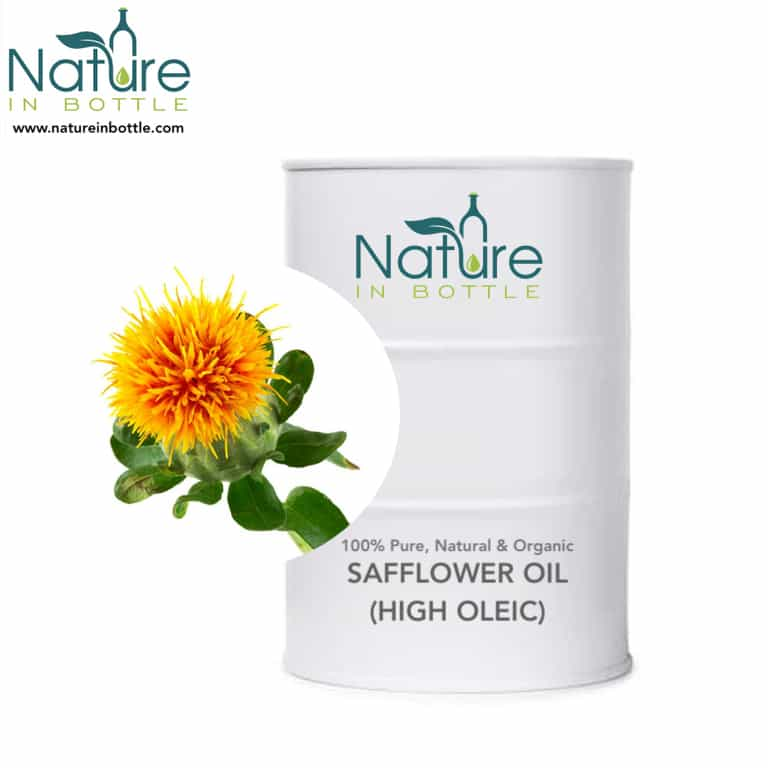 Nature
IN BOTTLE
www.natureinbottle.com
Nature
IN BOTTLE
100% Pure, Natural & Organic
SAFFLOWER OIL
(HIGH OLEIC)